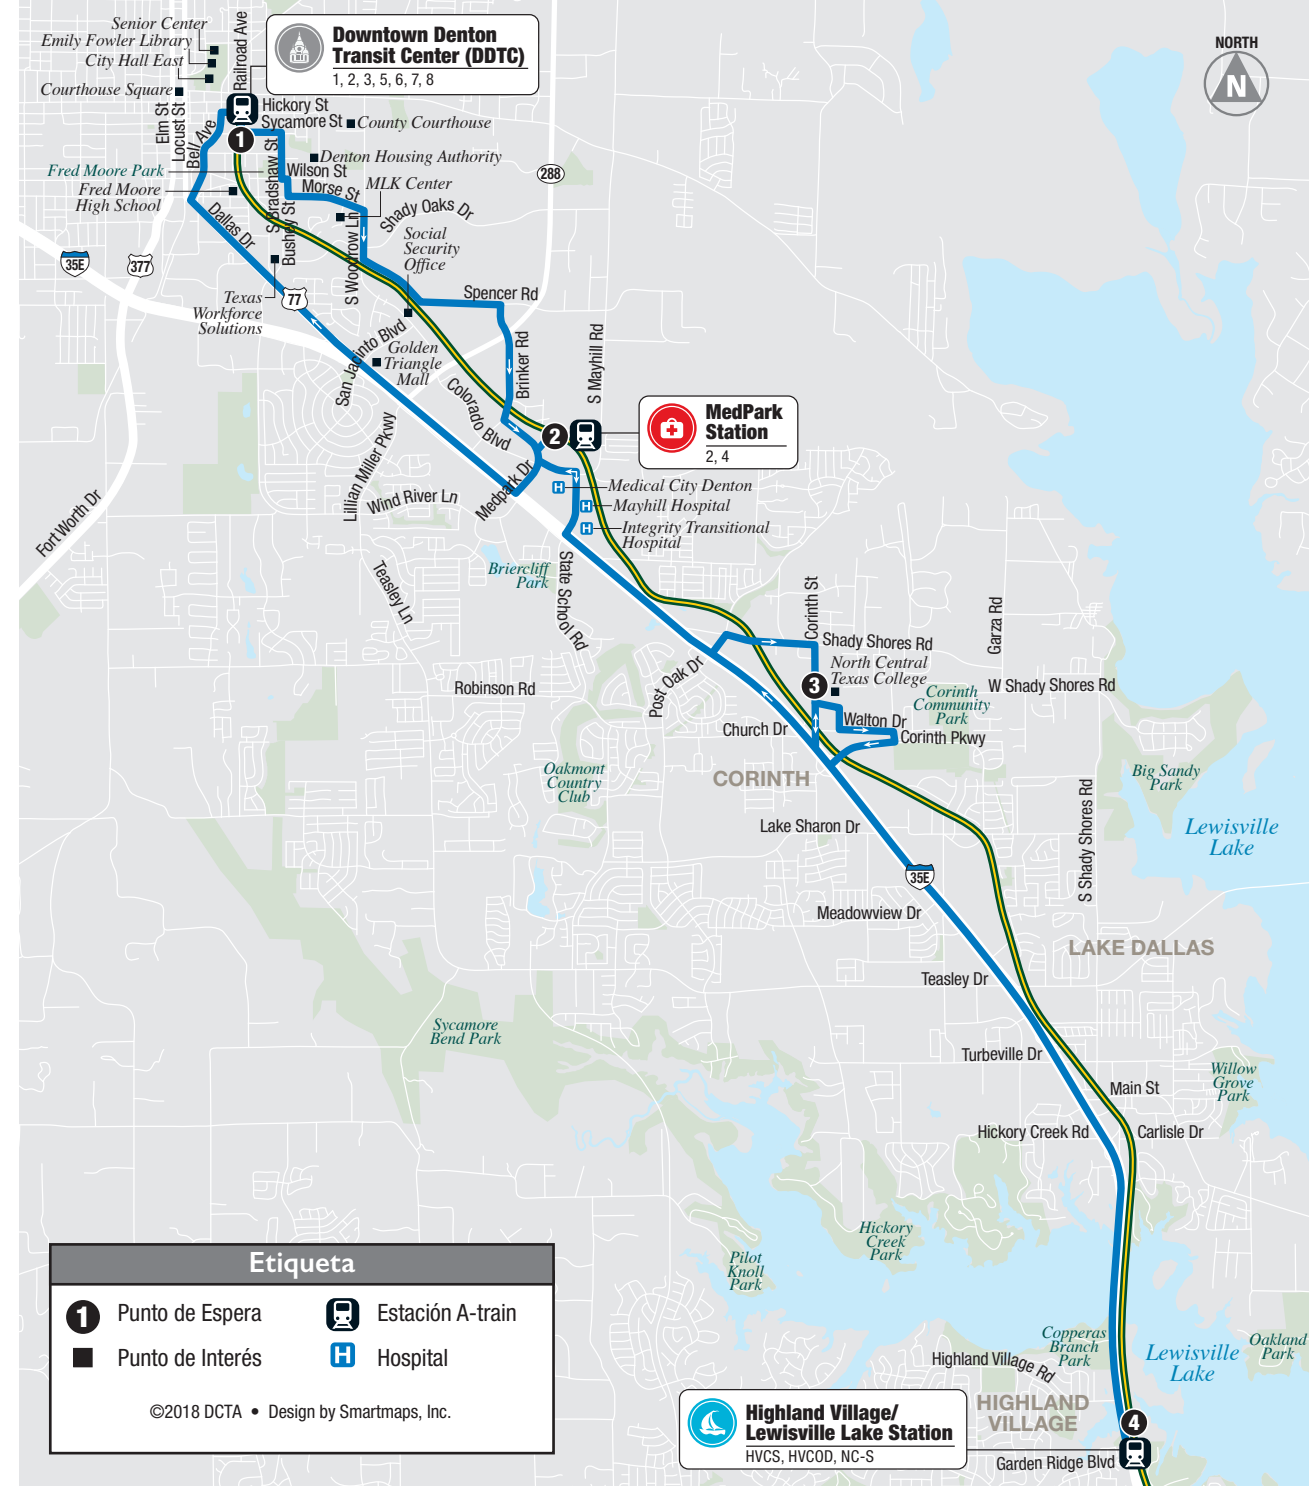 Senior Center
Emily Fowler Library
City Hall East
Courthouse Square
Railroad Ave
Downtown Denton
Transit Center (DDTC)
1, 2, 3, 5, 6, 7, 8
NORTH
N
Elm St
Locust St
Bell Ave
Hickory St
Sycamore St
County Courthouse
1
Denton Housing Authority
Fred Moore Park
Fred Moore
High School
S Bradshaw St
Wilson St
Morse St
MLK Center
288
Bushey St
Dallas Dr
Shady Oaks Dr
S Woodrow Ln
Social
Security
Office
35E
377
77
Texas
Workforce
Solutions
Spencer Rd
San Jacinto Blvd
Golden
Triangle
Mall
Brinker Rd
S Mayhill Rd
Colorado Blvd
2
MedPark
Station
2, 4
Lillian Miller Pkwy
Medpark Dr
Wind River Ln
H
Medical City Denton
H
Mayhill Hospital
H
Integrity Transitional
Hospital
Fort Worth Dr
Briercliff
Park
Teasley Ln
State School Rd
Corinth St
Garza Rd
Shady Shores Rd
North Central
Texas College
3
Robinson Rd
Post Oak Dr
W Shady Shores Rd
Corinth
Community
Park
Walton Dr
Corinth Pkwy
Church Dr
CORINTH
Oakmont
Country
Club
Big Sandy
Park
S Shady Shores Rd
Lake Sharon Dr
Lewisville
Lake
35E
Meadowview Dr
LAKE DALLAS
Teasley Dr
Sycamore
Bend Park
Turbeville Dr
Willow
Grove
Park
Main St
Hickory Creek Rd
Carlisle Dr
Hickory
Creek
Park
Pilot
Knoll
Park
Etiqueta
1
Punto de Espera
Estación A-train
Punto de Interés
H
Hospital
©2018 DCTA • Design by Smartmaps, Inc.
Copperas
Branch
Park
Lewisville
Lake
Oakland
Park
Highland Village Rd
HIGHLAND
VILLAGE
Highland Village/
Lewisville Lake Station
HVCS, HVCOD, NC-S
4
Garden Ridge Blvd